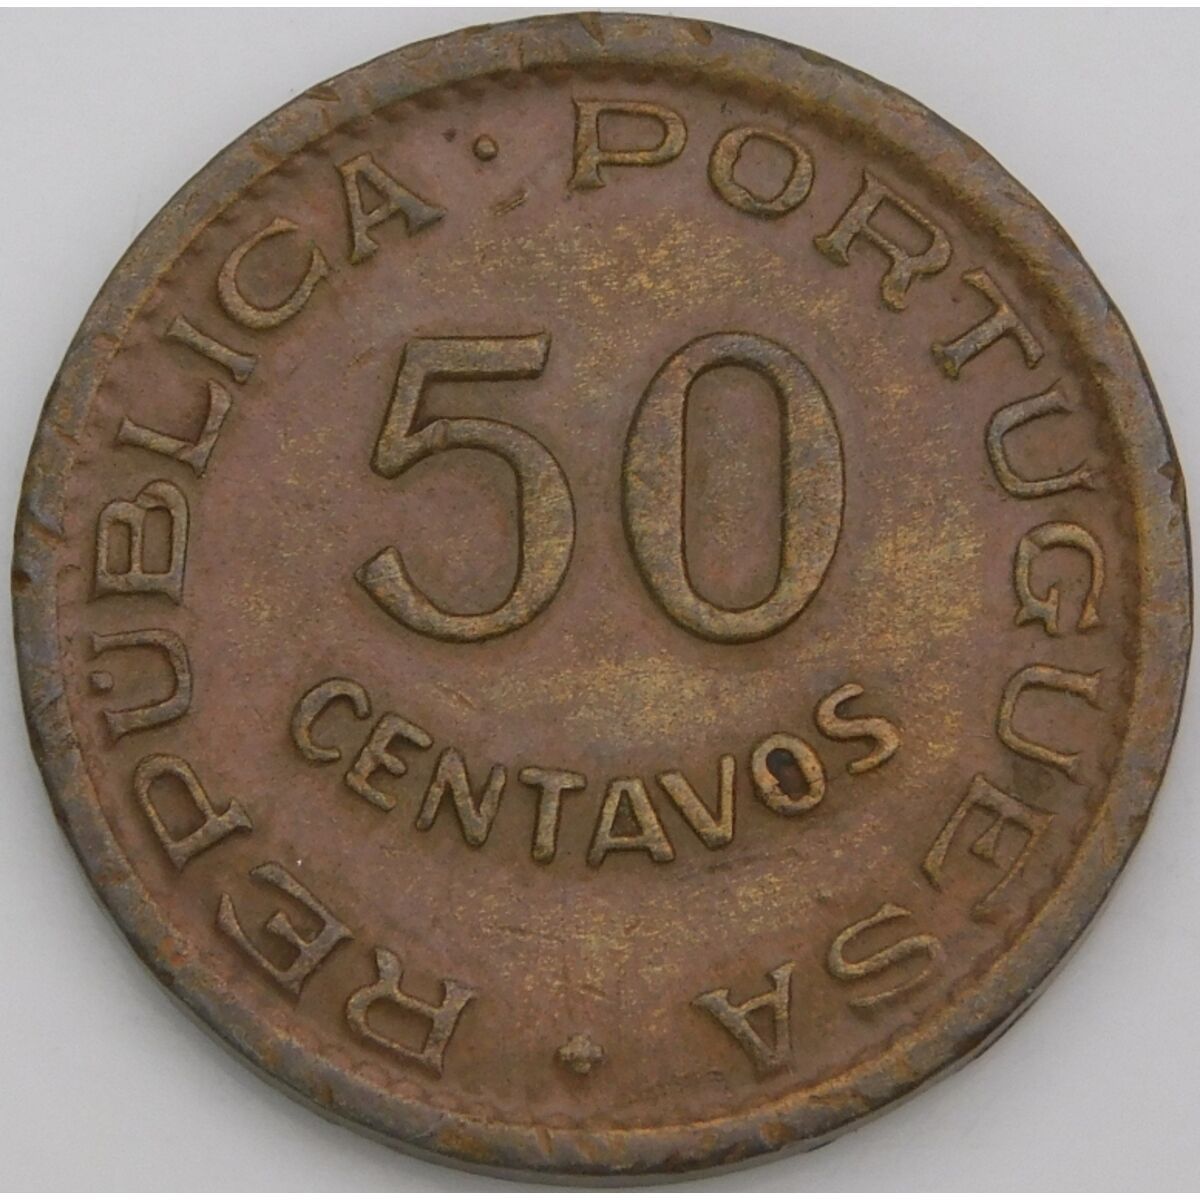 REPÚBLICA · PORTUGUESA
50
CENTAVOS